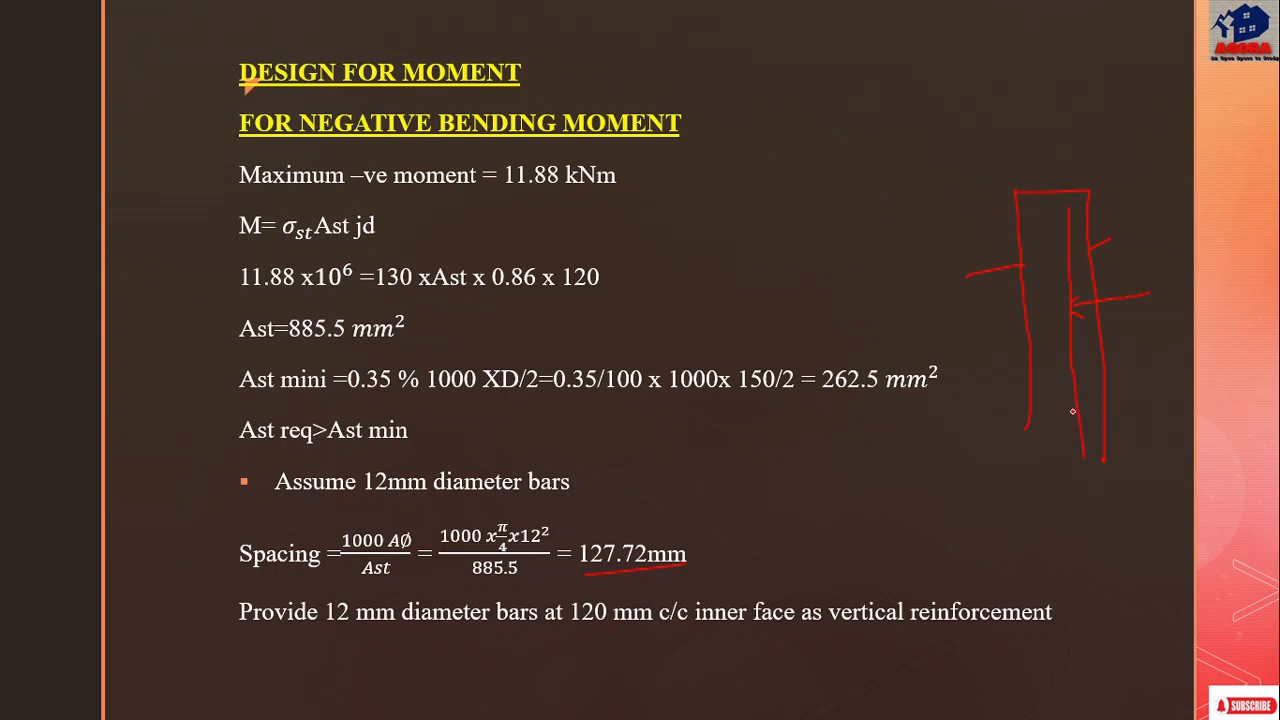 AGORA
DESIGN FOR MOMENT
FOR NEGATIVE BENDING MOMENT
Maximum –ve moment = 11.88 kNm
M= σst Ast jd
11.88 x10⁶ =130 xAst x 0.86 x 120
Ast=885.5 mm²
Ast mini =0.35 % 1000 XD/2=0.35/100 x 1000x 150/2 = 262.5 mm²
Ast req>Ast min
▪ Assume 12mm diameter bars
Spacing =1000 AØ/Ast = 1000 x π/4 x12²/885.5 = 127.72mm
Provide 12 mm diameter bars at 120 mm c/c inner face as vertical reinforcement
SUBSCRIBE